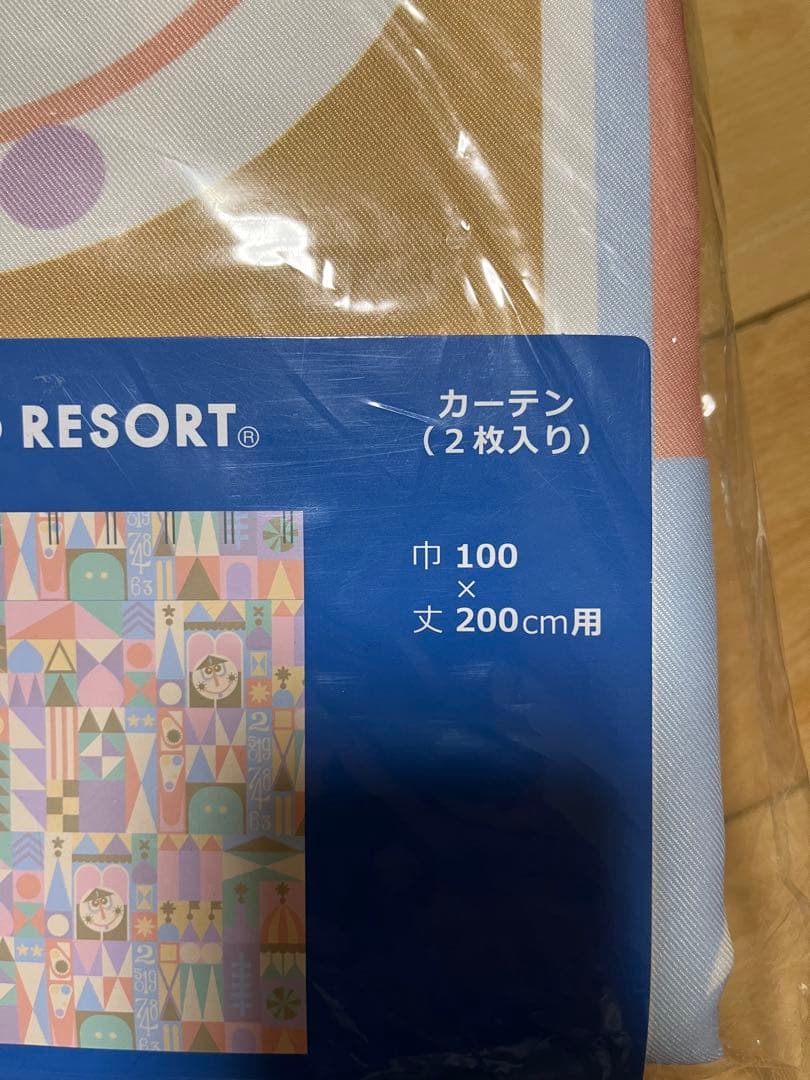 RESORT®
カーテン
(2枚入り)
巾 100
×
丈 200cm用